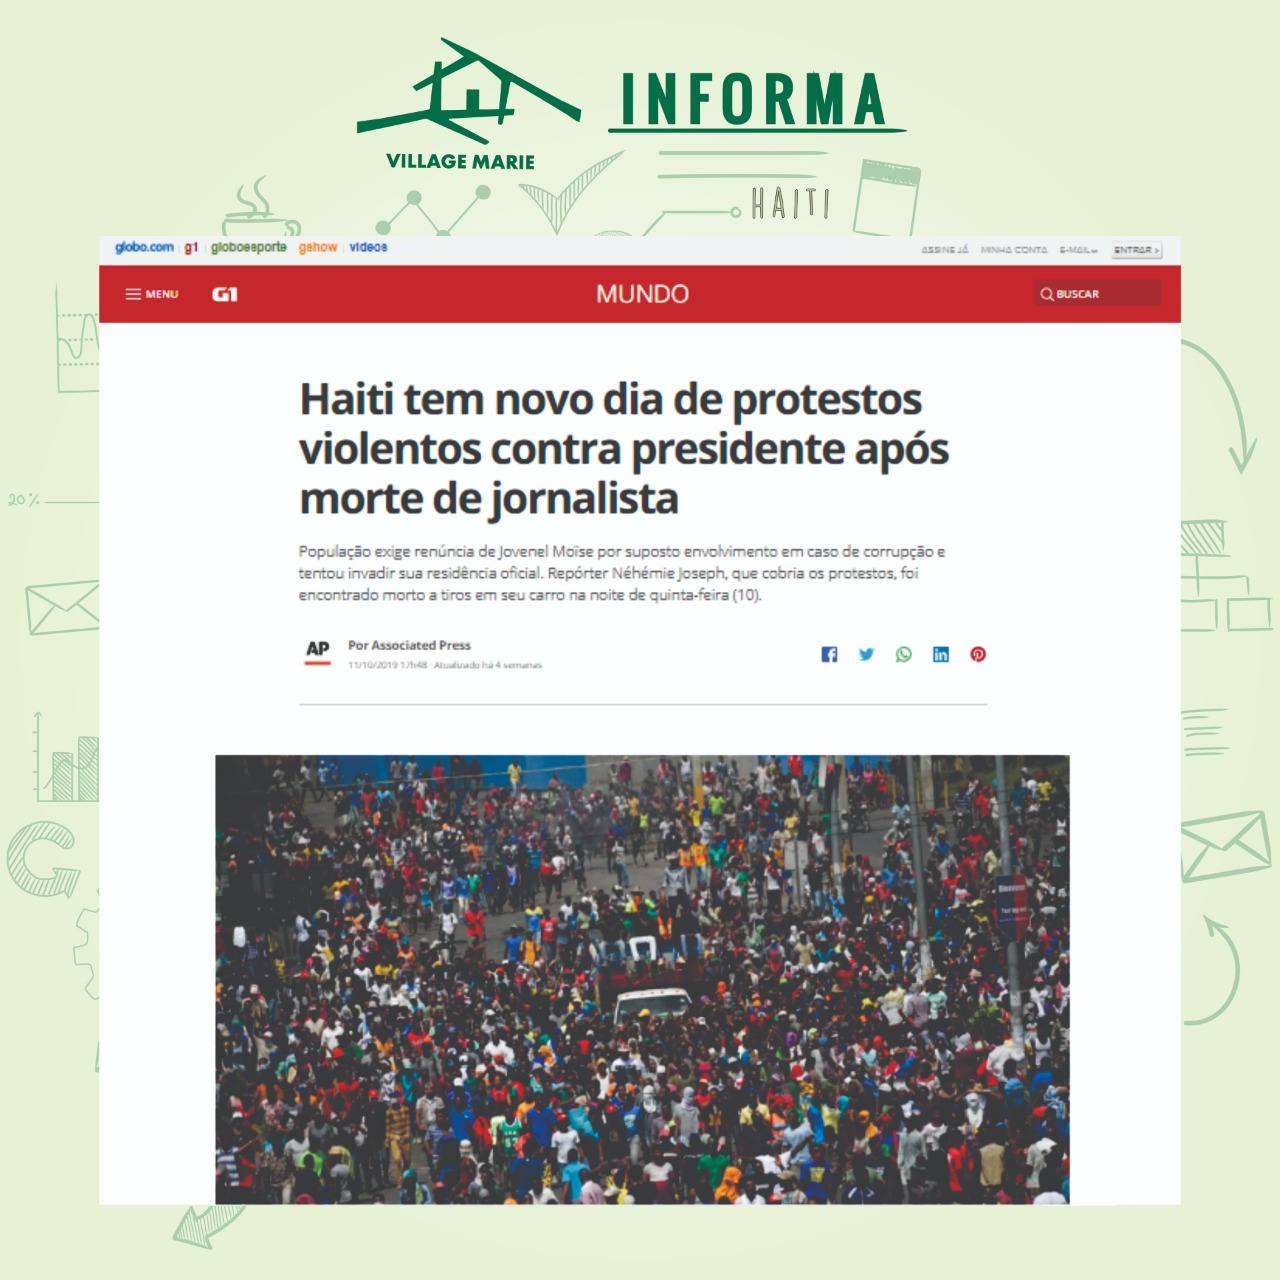 INFORMA
VILLAGE MARIE
HAITI
globo.com g1 globoesporte gshow videos
ASSINE JÁ MINHA CONTA E-MAIL ENTRAR >
MENU G1 MUNDO BUSCAR
Haiti tem novo dia de protestos
violentos contra presidente após
morte de jornalista
População exige renúncia de Jovenel Moïse por suposto envolvimento em caso de corrupção e
tentou invadir sua residência oficial. Repórter Néhémie Joseph, que cobria os protestos, foi
encontrado morto a tiros em seu carro na noite de quinta-feira (10).
AP Por Associated Press
11/10/2019 17h48 · Atualizado há 4 semanas
20%
G
Bienvenue
53